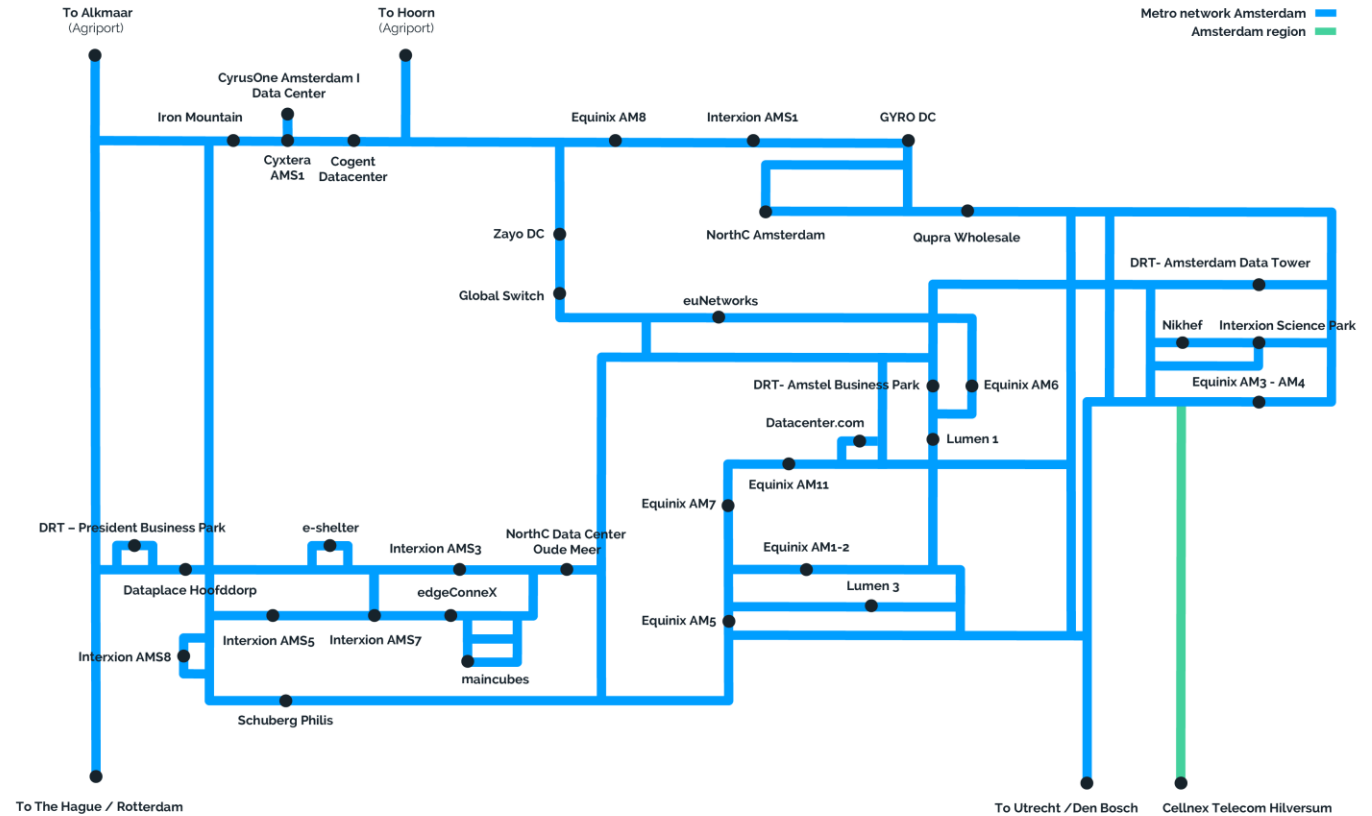 To Alkmaar
(Agriport)
To Hoorn
(Agriport)
Metro network Amsterdam
Amsterdam region
CyrusOne Amsterdam I
Data Center
Iron Mountain
Equinix AM8
Interxion AMS1
GYRO DC
Cyxtera
AMS1
Cogent
Datacenter
Zayo DC
NorthC Amsterdam
Qupra Wholesale
DRT- Amsterdam Data Tower
Global Switch
euNetworks
Nikhef
Interxion Science Park
DRT- Amstel Business Park
Equinix AM6
Equinix AM3 - AM4
Datacenter.com
Lumen 1
Equinix AM11
Equinix AM7
DRT – President Business Park
e-shelter
NorthC Data Center
Oude Meer
Interxion AMS3
Equinix AM1-2
Dataplace Hoofddorp
edgeConneX
Lumen 3
Interxion AMS5
Interxion AMS7
Equinix AM5
Interxion AMS8
maincubes
Schuberg Philis
To The Hague / Rotterdam
To Utrecht /Den Bosch
Cellnex Telecom Hilversum